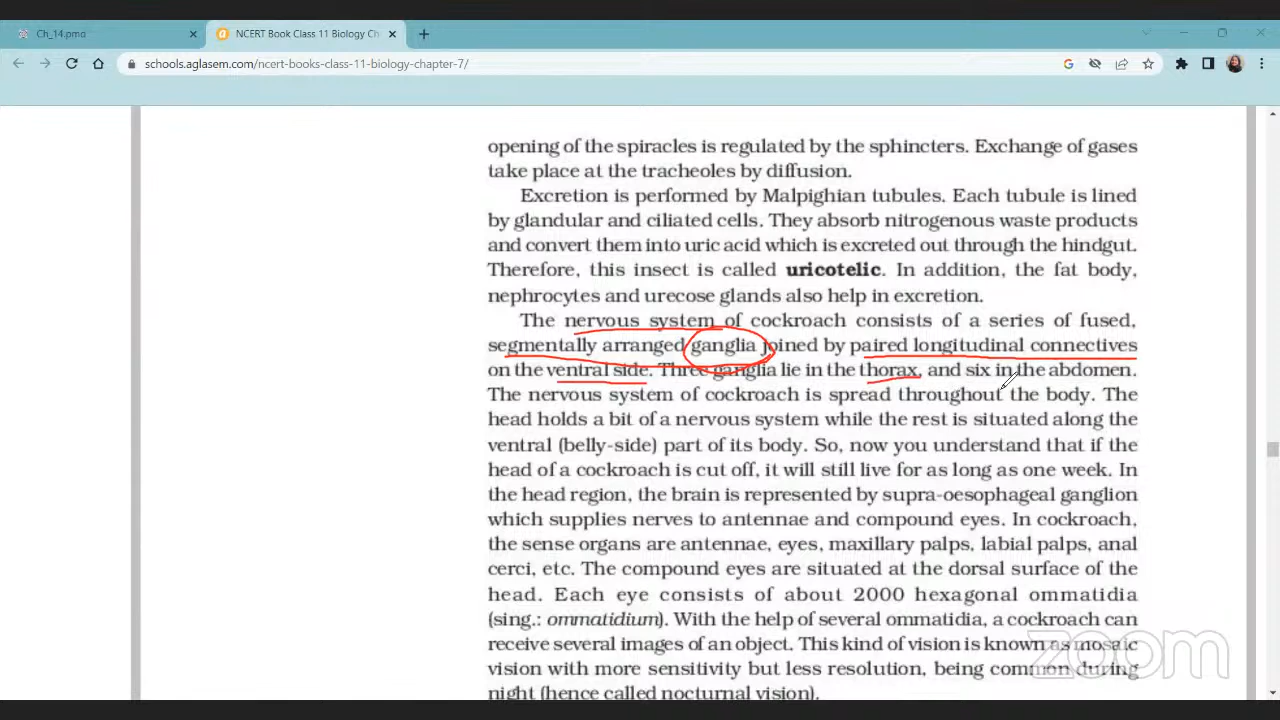 Ch_14.pmd
NCERT Book Class 11 Biology Ch
schools.aglasem.com/ncert-books-class-11-biology-chapter-7/
opening of the spiracles is regulated by the sphincters. Exchange of gases
take place at the tracheoles by diffusion.
Excretion is performed by Malpighian tubules. Each tubule is lined
by glandular and ciliated cells. They absorb nitrogenous waste products
and convert them into uric acid which is excreted out through the hindgut.
Therefore, this insect is called uricotelic. In addition, the fat body,
nephrocytes and urecose glands also help in excretion.
The nervous system of cockroach consists of a series of fused,
segmentally arranged ganglia joined by paired longitudinal connectives
on the ventral side. Three ganglia lie in the thorax, and six in the abdomen.
The nervous system of cockroach is spread throughout the body. The
head holds a bit of a nervous system while the rest is situated along the
ventral (belly-side) part of its body. So, now you understand that if the
head of a cockroach is cut off, it will still live for as long as one week. In
the head region, the brain is represented by supra-oesophageal ganglion
which supplies nerves to antennae and compound eyes. In cockroach,
the sense organs are antennae, eyes, maxillary palps, labial palps, anal
cerci, etc. The compound eyes are situated at the dorsal surface of the
head. Each eye consists of about 2000 hexagonal ommatidia
(sing.: ommatidium). With the help of several ommatidia, a cockroach can
receive several images of an object. This kind of vision is known as mosaic
vision with more sensitivity but less resolution, being common during
night (hence called nocturnal vision).
zoom